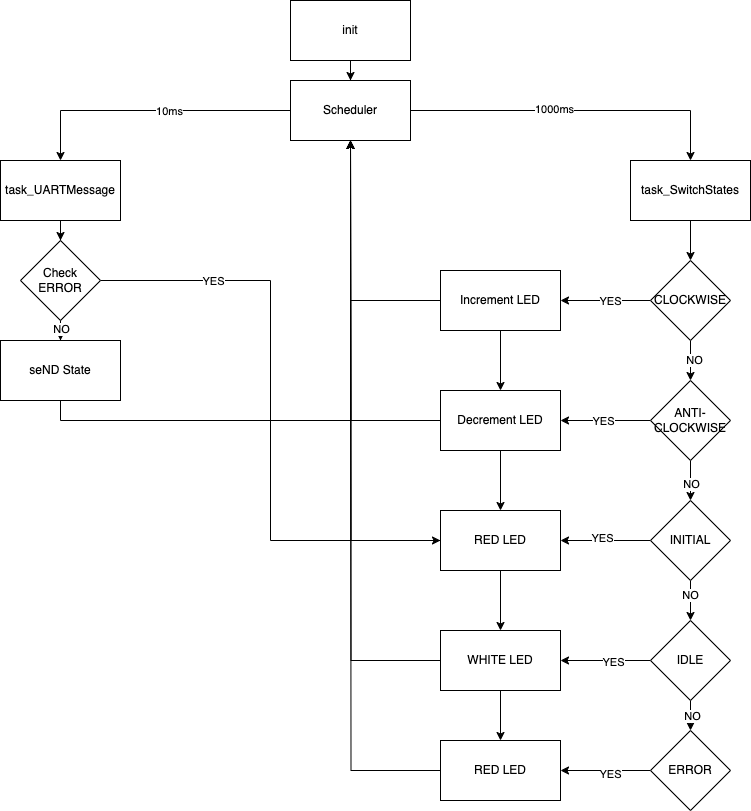 init
Scheduler
10ms
1000ms
task_UARTMessage
task_SwitchStates
Check
ERROR
YES
Increment LED
YES
CLOCKWISE
NO
seND State
NO
Decrement LED
YES
ANTI-
CLOCKWISE
NO
RED LED
YES
INITIAL
NO
WHITE LED
YES
IDLE
NO
RED LED
YES
ERROR